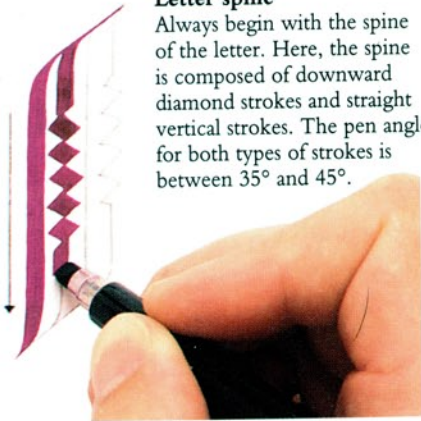 Letter spine
Always begin with the spine
of the letter. Here, the spine
is composed of downward
diamond strokes and straight
vertical strokes. The pen angl
for both types of strokes is
between 35° and 45°.